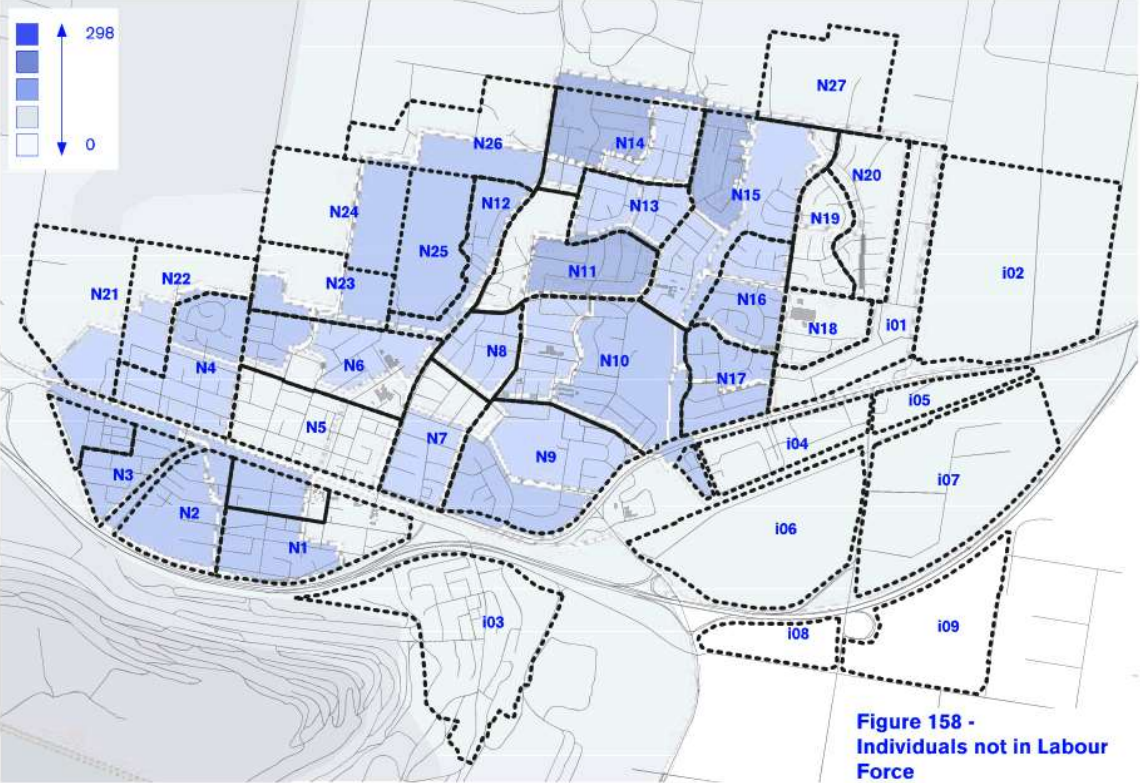 298
0
N27
N14
N26
N20
N12
N15
N13
N24
N19
N25
N11
i02
N22
N23
N21
N16
i01
N18
N8
N10
N6
N4
N17
i05
N5
N7
i04
N9
N3
i07
N2
i06
N1
i03
i08
i09
Figure 158 -
Individuals not in Labour
Force